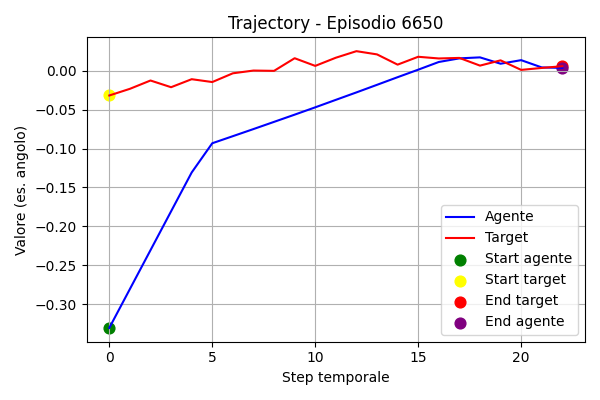 Trajectory - Episodio 6650
Valore (es. angolo)
0.00
−0.05
−0.10
−0.15
−0.20
−0.25
−0.30
0
5
10
15
20
Step temporale
Agente
Target
Start agente
Start target
End target
End agente